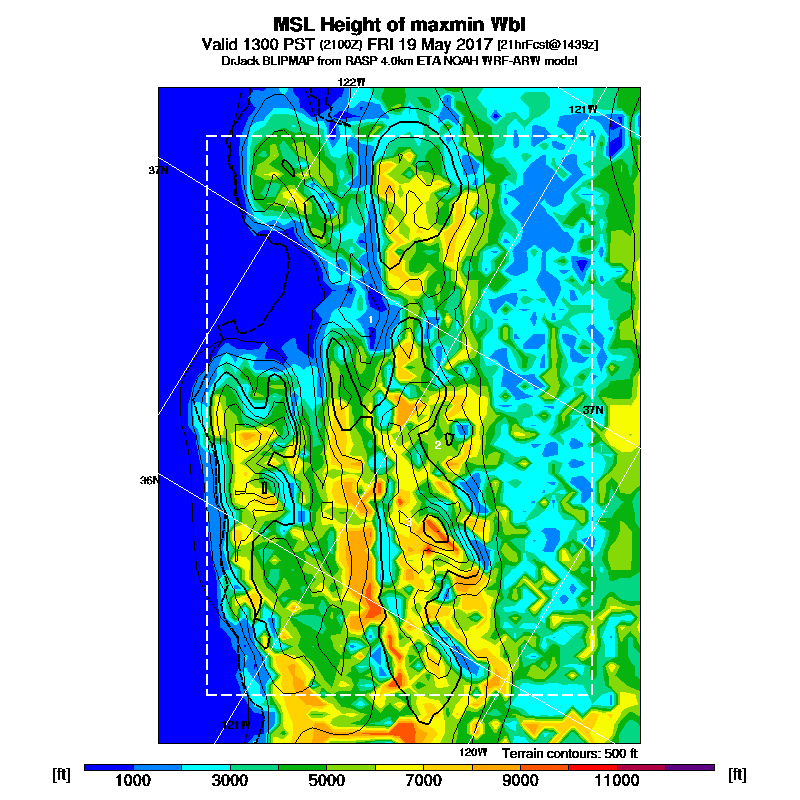 MSL Height of maxmin Wbl
Valid 1300 PST (2100Z) FRI 19 May 2017 [21hrFcst@1439z]
DrJack BLIPMAP from RASP 4.0km ETA NOAH WRF-ARW model
122W
121W
37N
1
37N
2
36N
121W
120W
Terrain contours: 500 ft
[ft] 1000 3000 5000 7000 9000 11000 [ft]